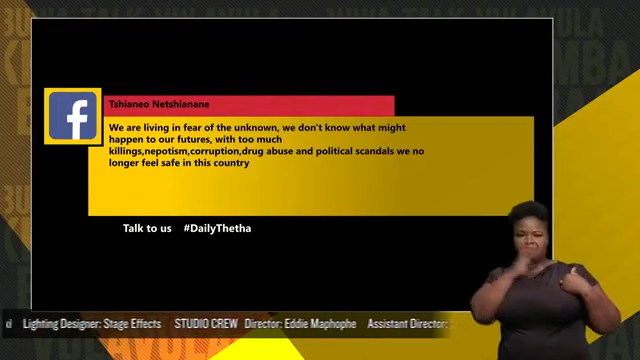 Tshianeo Netshianane
We are living in fear of the unknown, we don't know what might
happen to our futures, with too much
killings,nepotism,corruption,drug abuse and political scandals we no
longer feel safe in this country
Talk to us #DailyThetha
Lighting Designer: Stage Effects STUDIO CREW Director: Eddie Maphophe Assistant Director: